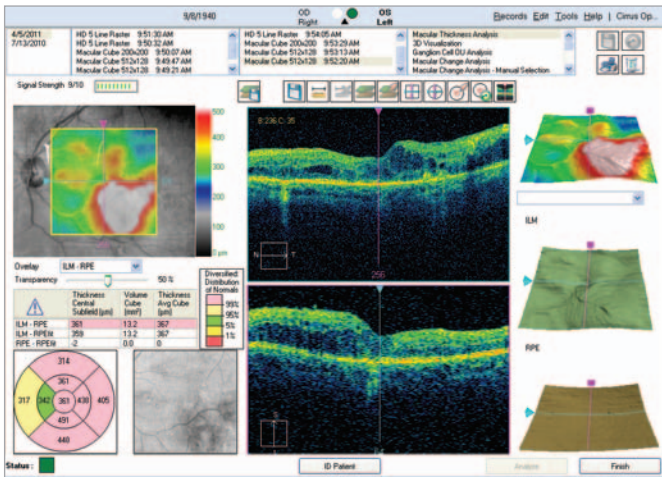 9/8/1940
OD
Right
OS
Left
Records Edit Tools Help | Cirrus Op...
4/5/2011
7/13/2010
HD 5 Line Raster 9:51:30 AM
HD 5 Line Raster 9:50:32 AM
Macular Cube 200x200 9:50:07 AM
Macular Cube 512x128 9:49:47 AM
Macular Cube 512x128 9:49:21 AM
HD 5 Line Raster 9:54:05 AM
Macular Cube 200x200 9:53:29 AM
Macular Cube 512x128 9:53:13 AM
Macular Cube 512x128 9:52:20 AM
Macular Thickness Analysis
3D Visualization
Ganglion Cell OU Analysis
Macular Change Analysis
Macular Change Analysis - Manual Selection
Signal Strength 9/10
500
400
300
200
100
0 µm
Overlay ILM - RPE
Transparency 50 %
Diversified:
Distribution
of Normals
99%
95%
5%
1%
Thickness Central Subfield (µm)
Volume Cube (mm³)
Thickness Avg Cube (µm)
ILM - RPE 361 13.2 367
ILM - RPEfit 359 13.2 367
RPE - RPEfit -2 0.0 0
314
361
317 342 361 430 405
491
440
N T
256
ILM
RPE
Status :
ID Patient
Analyze
Finish